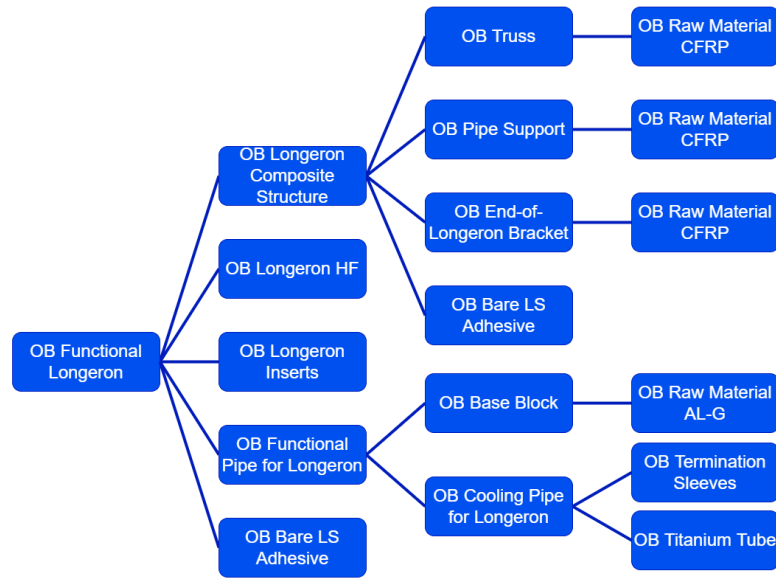 OB Functional
Longeron
OB Longeron
Composite
Structure
OB Longeron HF
OB Longeron
Inserts
OB Functional
Pipe for Longeron
OB Bare LS
Adhesive
OB Truss
OB Pipe Support
OB End-of-
Longeron Bracket
OB Bare LS
Adhesive
OB Base Block
OB Cooling Pipe
for Longeron
OB Raw Material
CFRP
OB Raw Material
CFRP
OB Raw Material
CFRP
OB Raw Material
AL-G
OB Termination
Sleeves
OB Titanium Tube